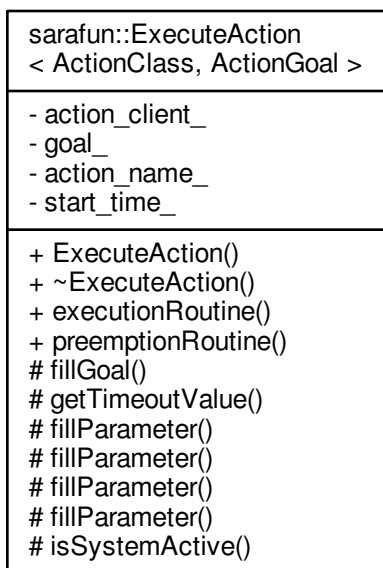 sarafun::ExecuteAction
< ActionClass, ActionGoal >
- action_client_
- goal_
- action_name_
- start_time_
+ ExecuteAction()
+ ~ExecuteAction()
+ executionRoutine()
+ preemptionRoutine()
# fillGoal()
# getTimeoutValue()
# fillParameter()
# fillParameter()
# fillParameter()
# fillParameter()
# isSystemActive()